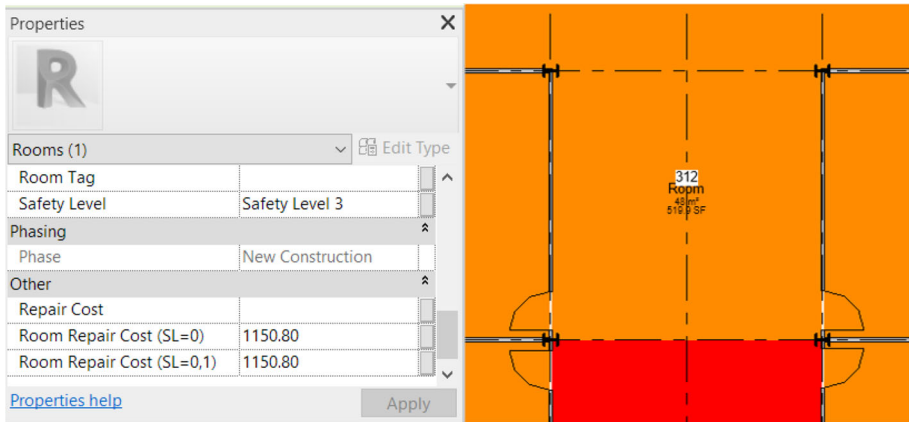 Properties
Rooms (1)
Edit Type
Room Tag
Safety Level Safety Level 3
Phasing
Phase New Construction
Other
Repair Cost
Room Repair Cost (SL=0) 1150.80
Room Repair Cost (SL=0,1) 1150.80
Properties help
Apply
312
Room
48 m²
519.9 SF